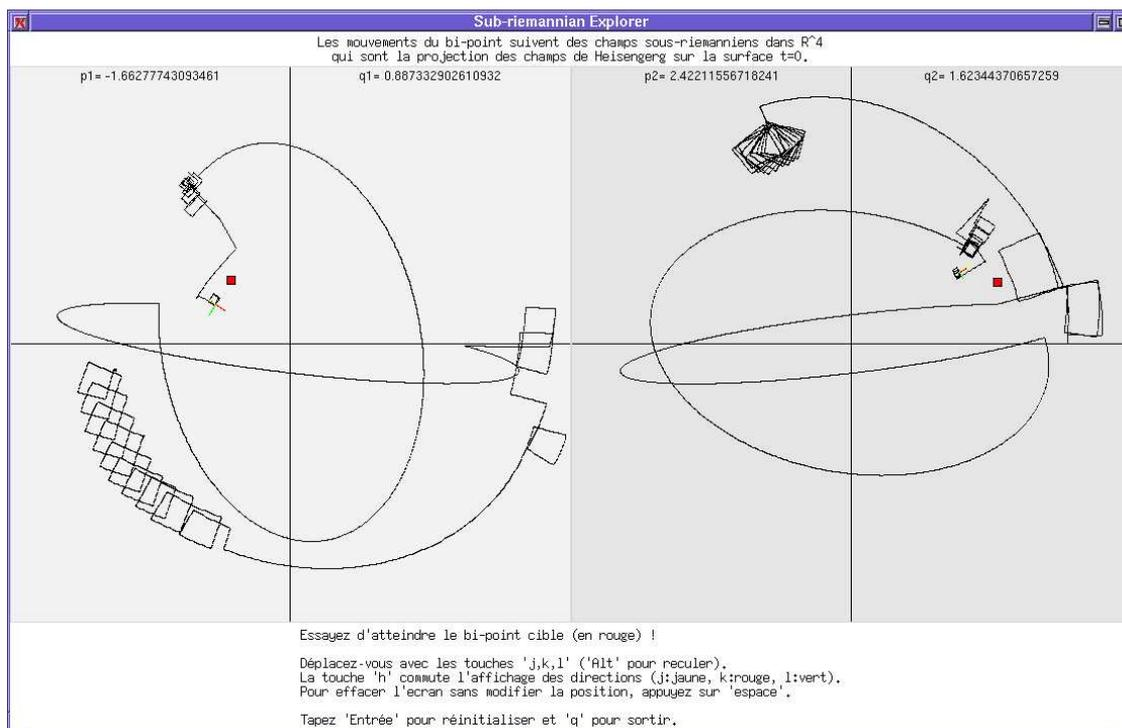 Sub-riemannian Explorer
Les mouvements du bi-point suivent des champs sous-riemanniens dans R^4
qui sont la projection des champs de Heisengerg sur la surface t=0.
p1= -1.66277743093461
q1= 0.887332902610932
p2= 2.42211556718241
q2= 1.62344370657259
Essayez d'atteindre le bi-point cible (en rouge) !
Déplacez-vous avec les touches 'j,k,l' ('Alt' pour reculer).
La touche 'h' commute l'affichage des directions (j:jaune, k:rouge, l:vert).
Pour effacer l'ecran sans modifier la position, appuyez sur 'espace'.
Tapez 'Entrée' pour réinitialiser et 'q' pour sortir.